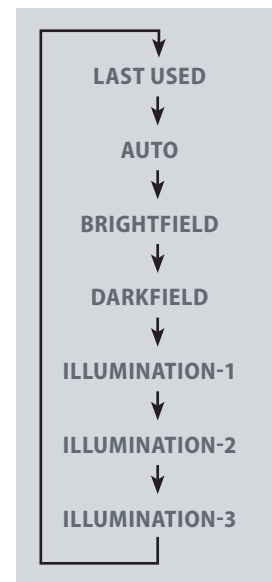 LAST USED
AUTO
BRIGHTFIELD
DARKFIELD
ILLUMINATION-1
ILLUMINATION-2
ILLUMINATION-3